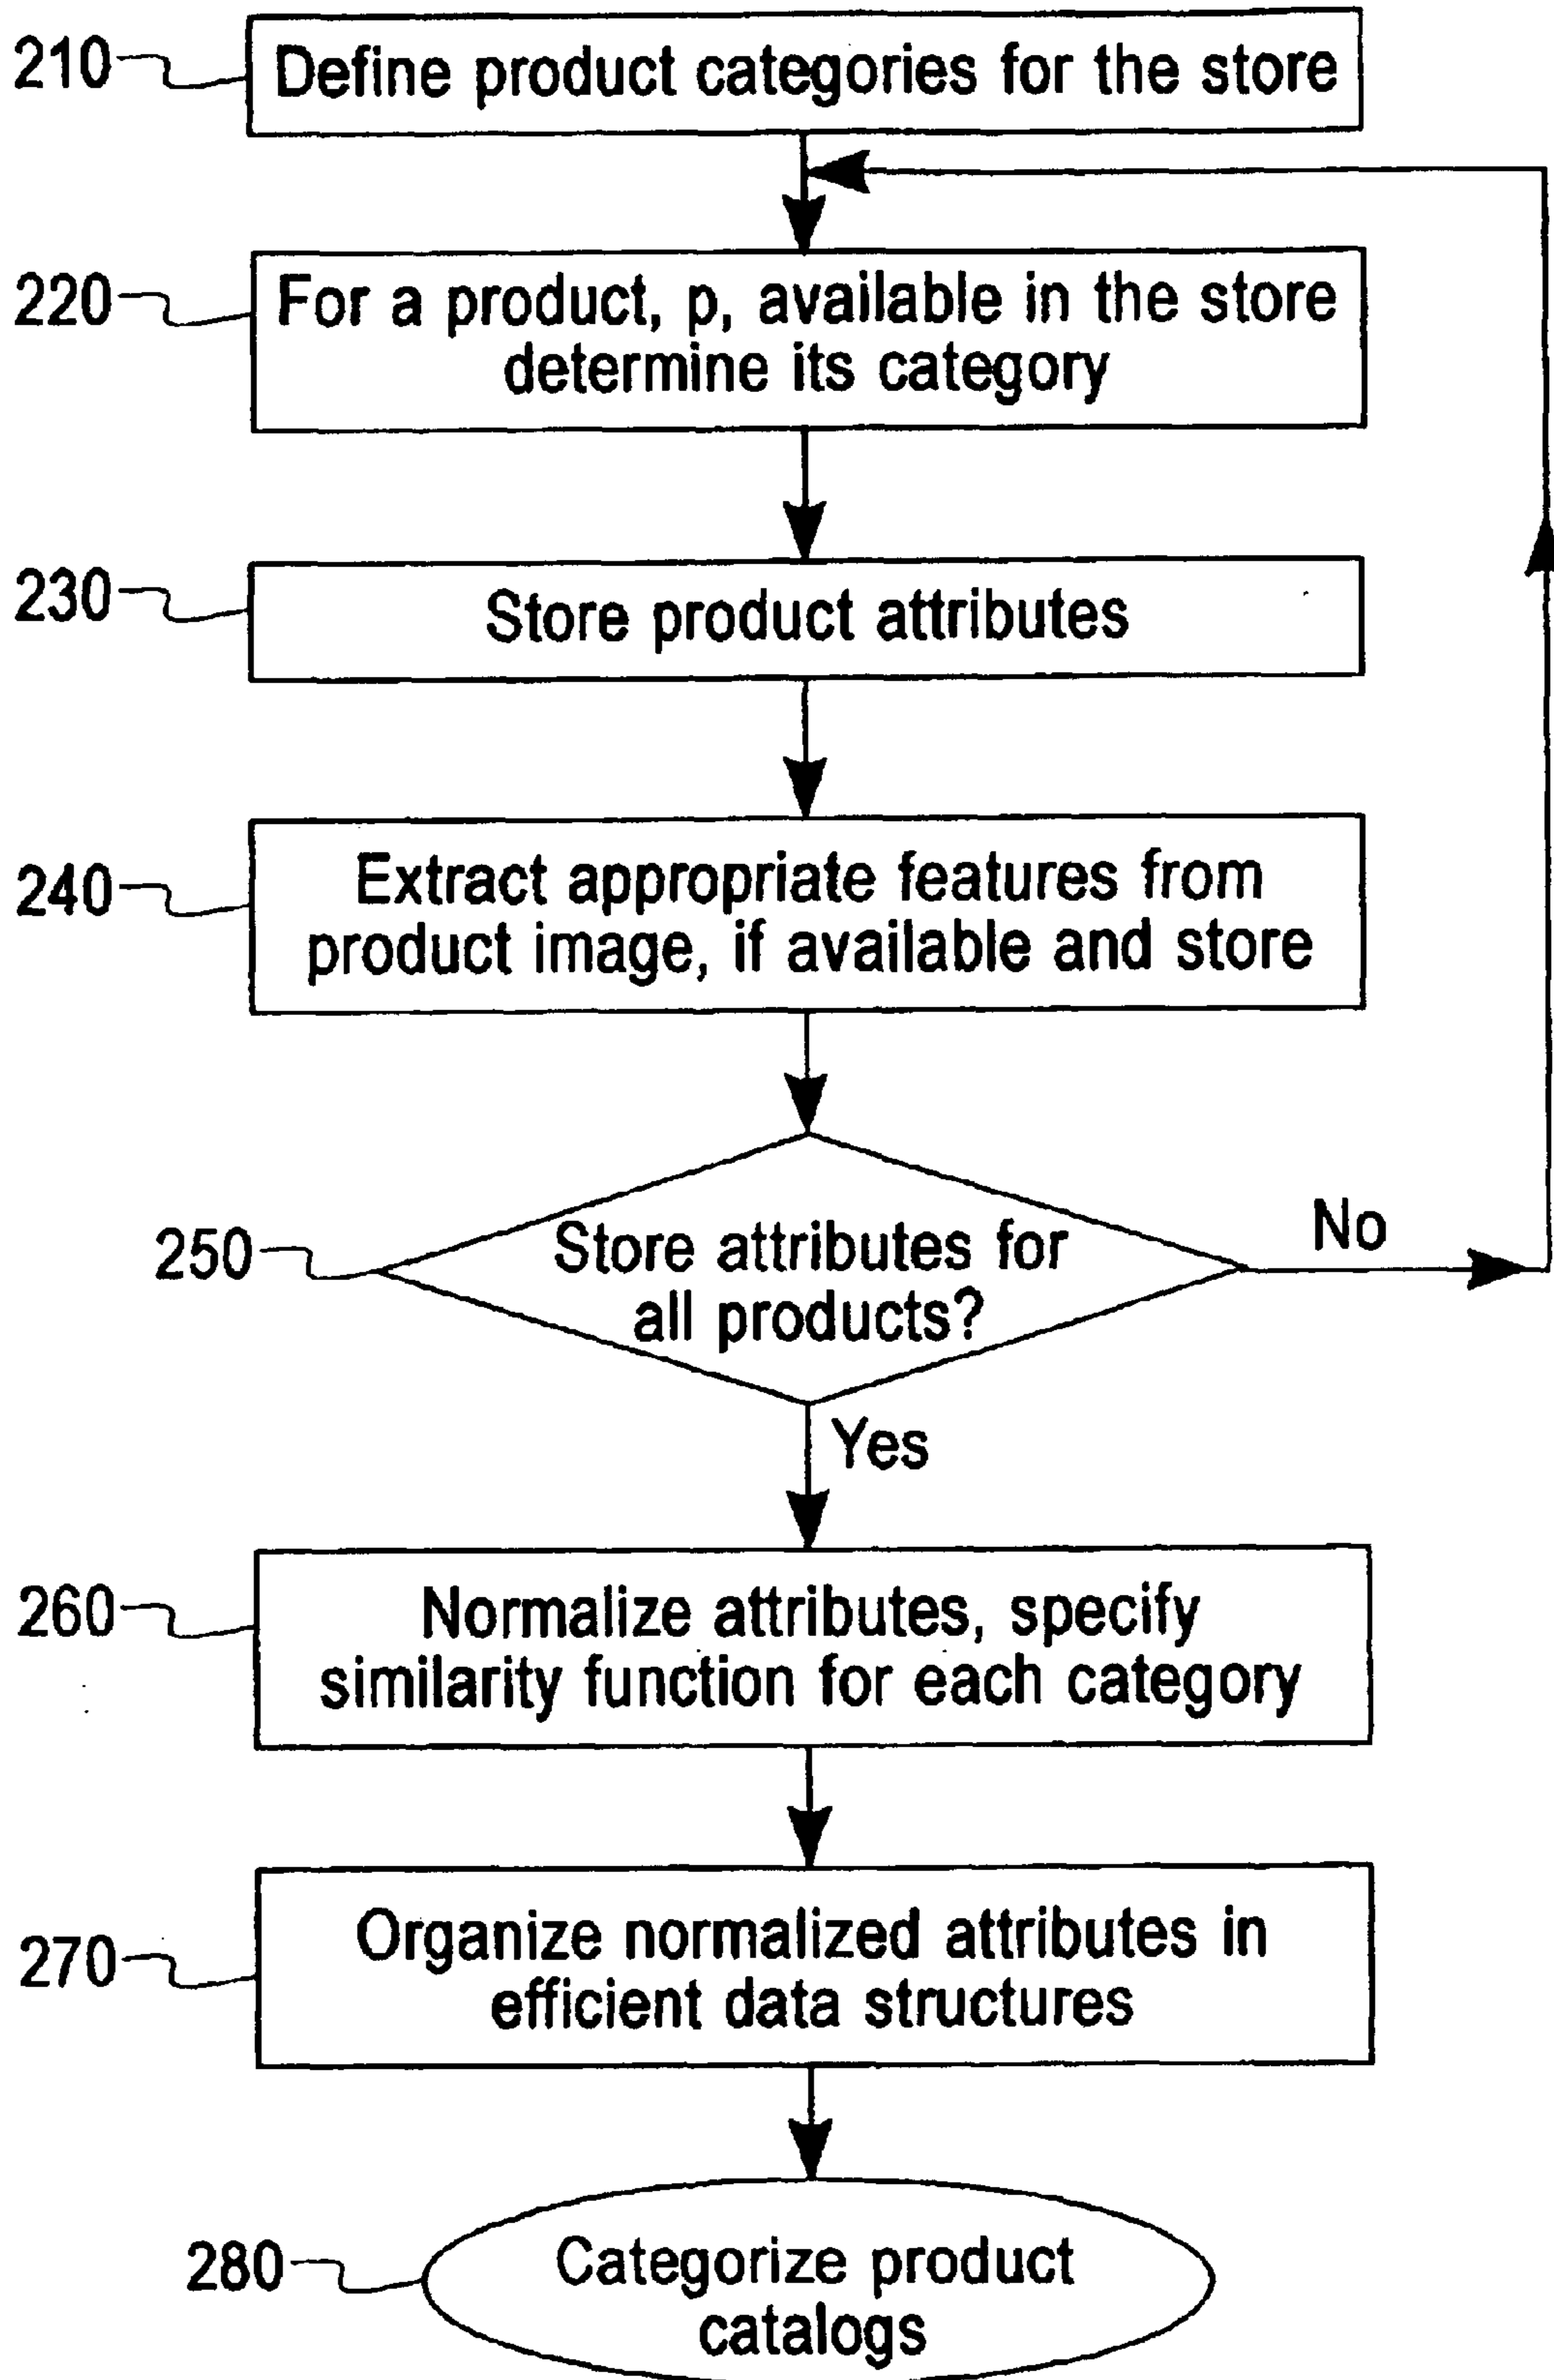 210
Define product categories for the store
220
For a product, p, available in the store
determine its category
230
Store product attributes
240
Extract appropriate features from
product image, if available and store
250
Store attributes for
all products?
No
Yes
260
Normalize attributes, specify
similarity function for each category
270
Organize normalized attributes in
efficient data structures
280
Categorize product
catalogs